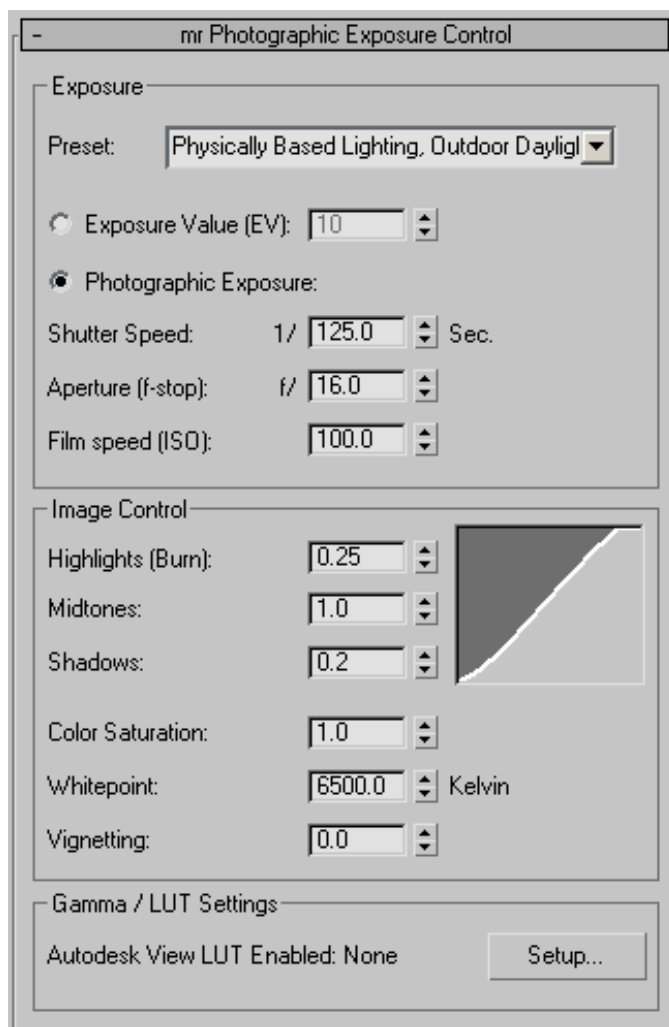 - mr Photographic Exposure Control
Exposure
Preset: Physically Based Lighting, Outdoor Dayligl
Exposure Value (EV): 10
Photographic Exposure:
Shutter Speed: 1/ 125.0 Sec.
Aperture (f-stop): f/ 16.0
Film speed (ISO): 100.0
Image Control
Highlights (Burn): 0.25
Midtones: 1.0
Shadows: 0.2
Color Saturation: 1.0
Whitepoint: 6500.0 Kelvin
Vignetting: 0.0
Gamma / LUT Settings
Autodesk View LUT Enabled: None Setup...